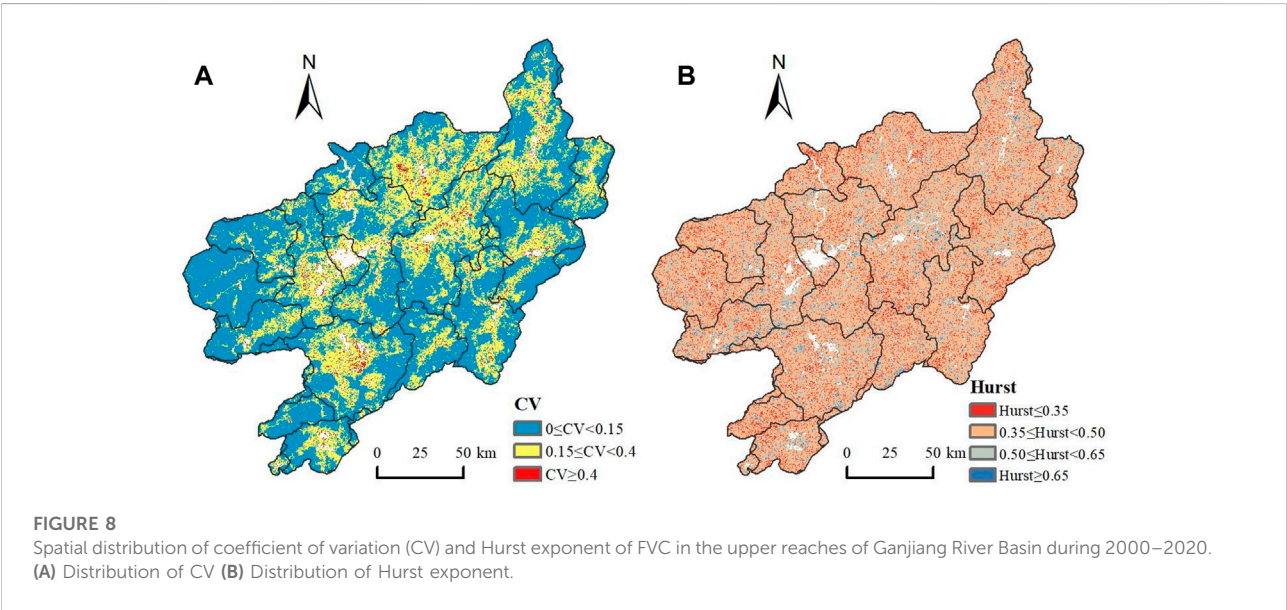 A
N
CV
0≤CV<0.15
0.15≤CV<0.4
CV≥0.4
0 25 50 km
B
N
Hurst
Hurst≤0.35
0.35≤Hurst<0.50
0.50≤Hurst<0.65
Hurst≥0.65
0 25 50 km
FIGURE 8
Spatial distribution of coefficient of variation (CV) and Hurst exponent of FVC in the upper reaches of Ganjiang River Basin during 2000–2020.
(A) Distribution of CV (B) Distribution of Hurst exponent.